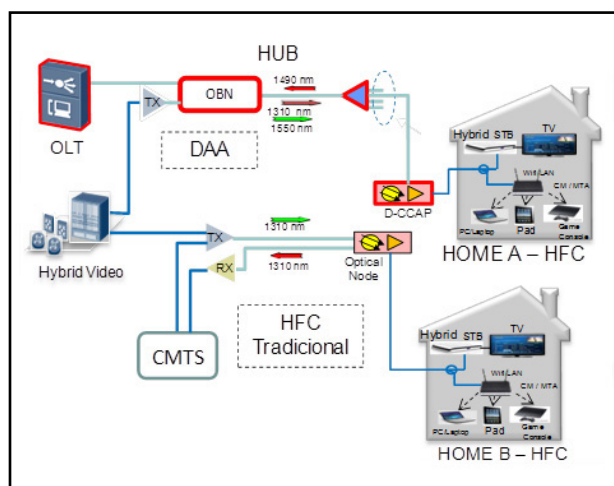 HUB
1490 nm
OBN
TX
1310 nm
1550 nm
OLT
DAA
Hybrid STB
TV
Wifi LAN
CM / MTA
D-CCAP
PC/Laptop
Pad
Game
Console
HOME A – HFC
TX
1310 nm
Hybrid Video
RX
1310 nm
Optical
Node
CMTS
HFC
Tradicional
Hybrid STB
TV
Wifi LAN
CM / MTA
PC/Laptop
Pad
Game
Console
HOME B – HFC